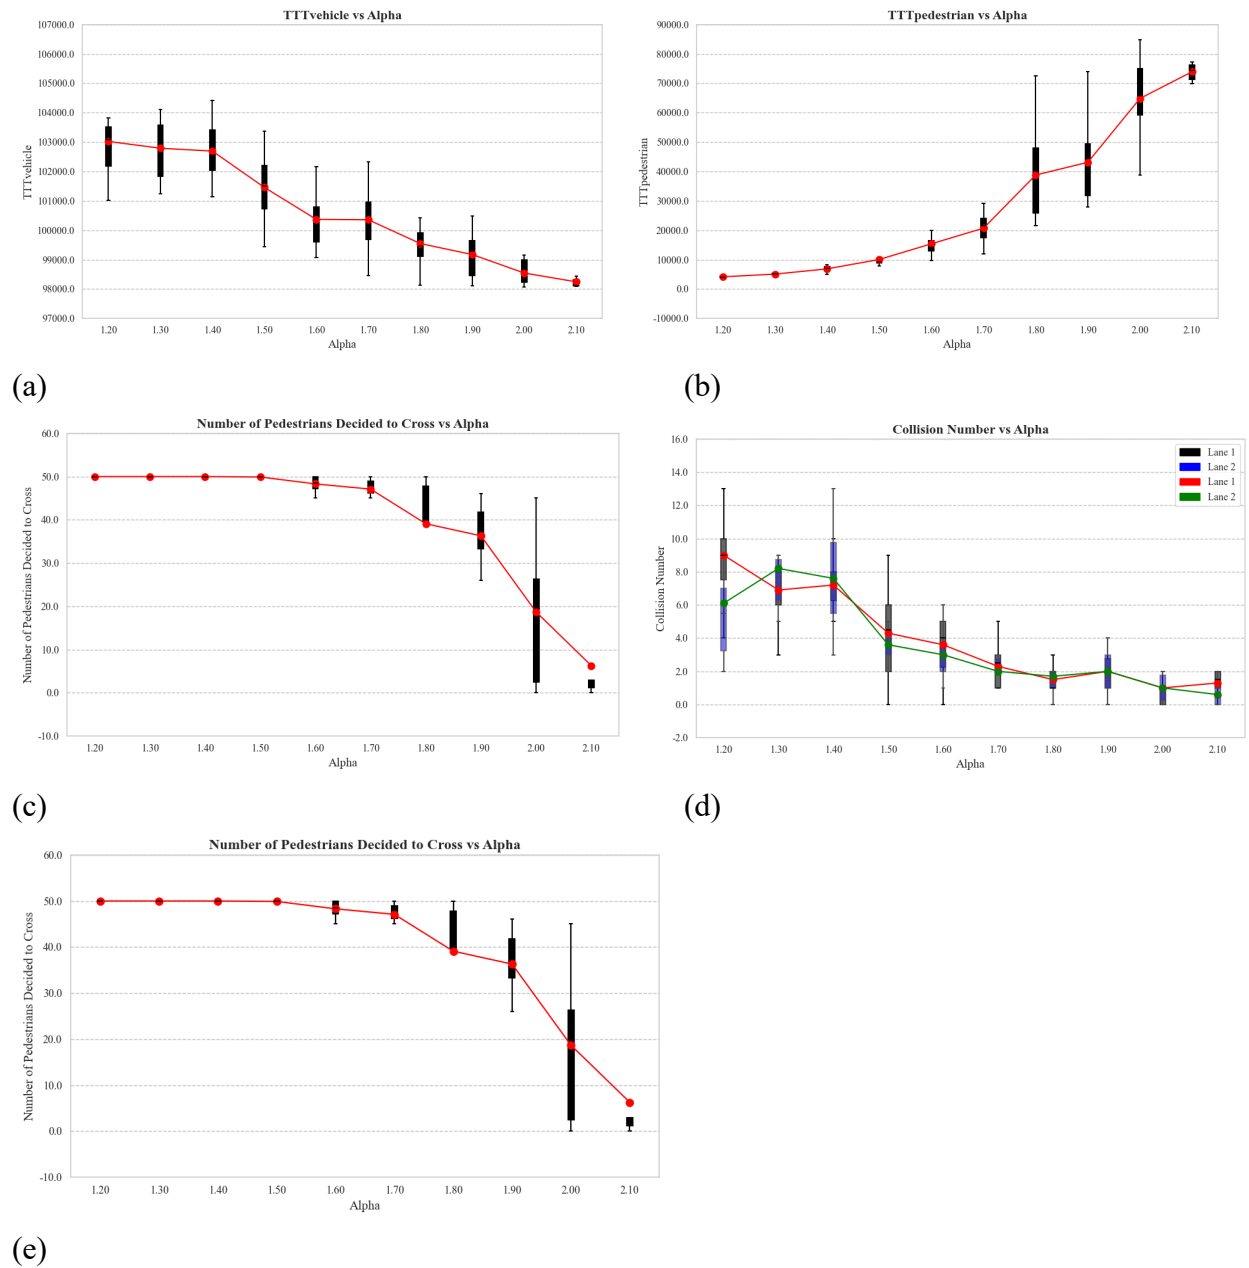 TTTvehicle vs Alpha
107000.0
106000.0
105000.0
104000.0
103000.0
102000.0
101000.0
100000.0
99000.0
98000.0
97000.0
TTTvehicle
1.20 1.30 1.40 1.50 1.60 1.70 1.80 1.90 2.00 2.10
Alpha
(a)
TTTpedestrian vs Alpha
90000.0
80000.0
70000.0
60000.0
50000.0
40000.0
30000.0
20000.0
10000.0
0.0
-10000.0
TTTpedestrian
1.20 1.30 1.40 1.50 1.60 1.70 1.80 1.90 2.00 2.10
Alpha
(b)
Number of Pedestrians Decided to Cross vs Alpha
60.0
50.0
40.0
30.0
20.0
10.0
0.0
-10.0
Number of Pedestrians Decided to Cross
1.20 1.30 1.40 1.50 1.60 1.70 1.80 1.90 2.00 2.10
Alpha
(c)
Collision Number vs Alpha
16.0
14.0
12.0
10.0
8.0
6.0
4.0
2.0
0.0
-2.0
Collision Number
Lane 1
Lane 2
Lane 1
Lane 2
1.20 1.30 1.40 1.50 1.60 1.70 1.80 1.90 2.00 2.10
Alpha
(d)
Number of Pedestrians Decided to Cross vs Alpha
60.0
50.0
40.0
30.0
20.0
10.0
0.0
-10.0
Number of Pedestrians Decided to Cross
1.20 1.30 1.40 1.50 1.60 1.70 1.80 1.90 2.00 2.10
Alpha
(e)